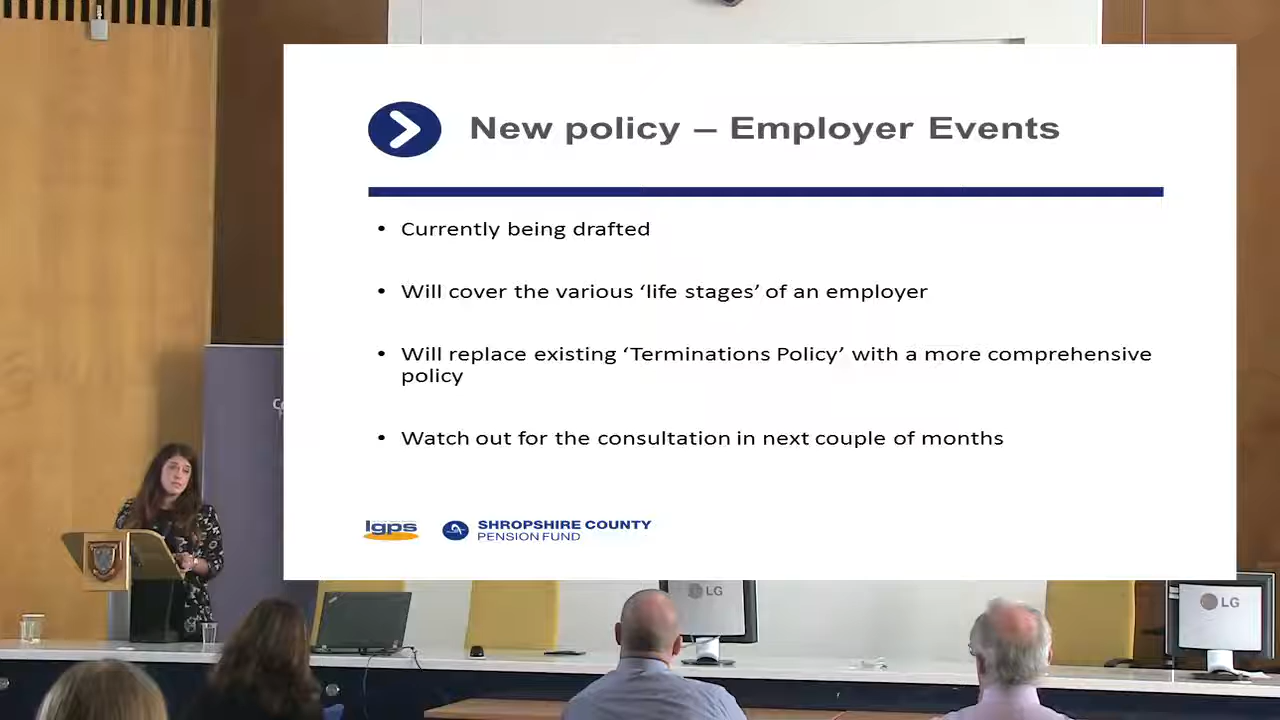 New policy – Employer Events
• Currently being drafted
• Will cover the various ‘life stages’ of an employer
• Will replace existing ‘Terminations Policy’ with a more comprehensive
policy
• Watch out for the consultation in next couple of months
lgps
SHROPSHIRE COUNTY
PENSION FUND
LG
LG